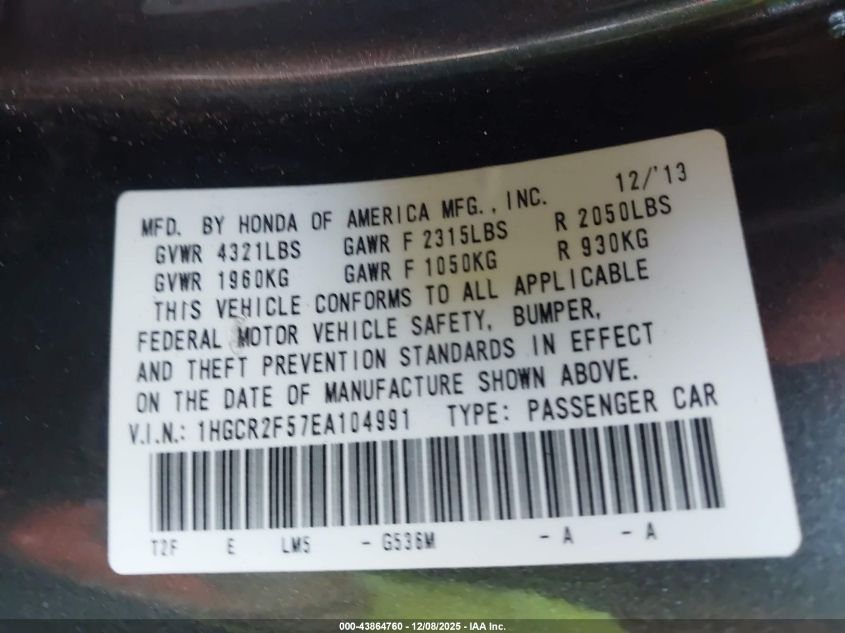 MFD. BY HONDA OF AMERICA MFG., INC. 12/'13
GVWR 4321LBS GAWR F 2315LBS R 2050LBS
GVWR 1960KG GAWR F 1050KG R 930KG
THIS VEHICLE CONFORMS TO ALL APPLICABLE
FEDERAL MOTOR VEHICLE SAFETY, BUMPER,
AND THEFT PREVENTION STANDARDS IN EFFECT
ON THE DATE OF MANUFACTURE SHOWN ABOVE.
V.I.N.: 1HGCR2F57EA104991 TYPE: PASSENGER CAR
T2F E LM5 - G536M - A - A
000-43864760 - 12/08/2025 - IAA Inc.